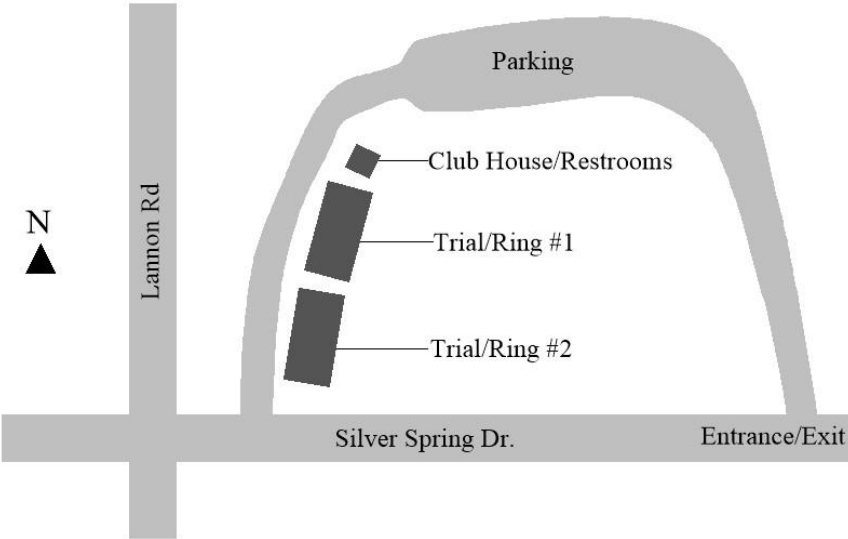 Parking
Club House/Restrooms
Lannon Rd
N
Trial/Ring #1
Trial/Ring #2
Silver Spring Dr.
Entrance/Exit